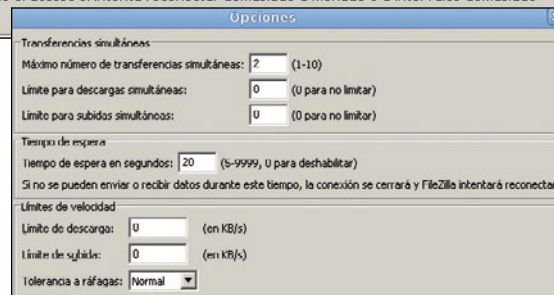 Opciones
Transferencias simultáneas
Máximo número de transferencias simultáneas: 2 (1-10)
Límite para descargas simultáneas: 0 (0 para no limitar)
Límite para subidas simultáneas: 0 (0 para no limitar)
Tiempo de espera
Tiempo de espera en segundos: 20 (5-9999, 0 para deshabilitar)
Si no se pueden enviar o recibir datos durante este tiempo, la conexión se cerrará y FileZilla intentará reconectar
Límites de velocidad
Límite de descarga: 0 (en KB/s)
Límite de subida: 0 (en KB/s)
Tolerancia a ráfagas: Normal